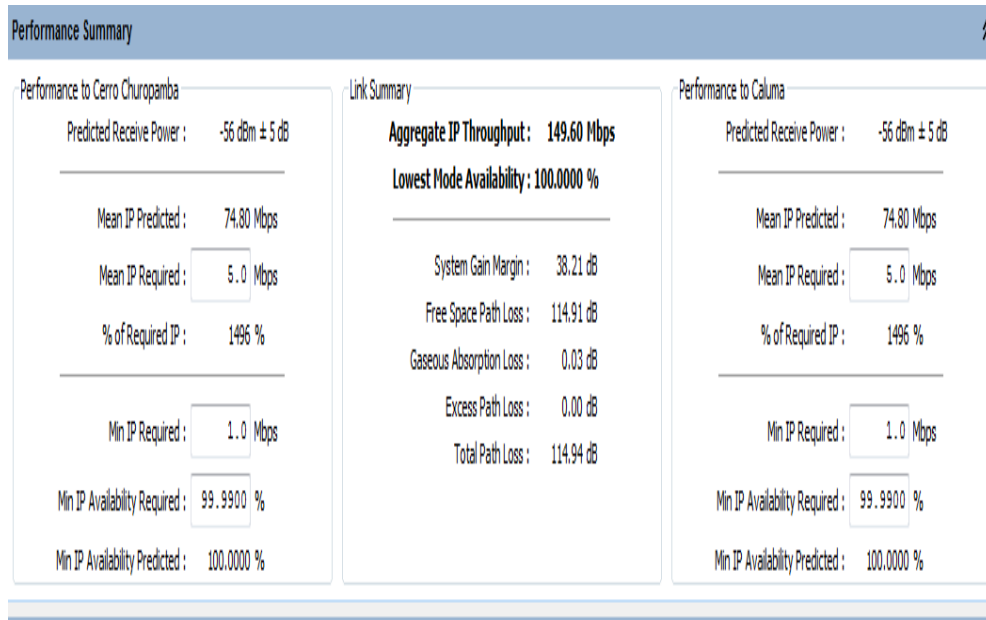 Performance Summary
Performance to Cerro Churopamba
Predicted Receive Power : -56 dBm ± 5 dB
Mean IP Predicted : 74.80 Mbps
Mean IP Required : 5.0 Mbps
% of Required IP : 1496 %
Min IP Required : 1.0 Mbps
Min IP Availability Required : 99.9900 %
Min IP Availability Predicted : 100.0000 %
Link Summary
Aggregate IP Throughput : 149.60 Mbps
Lowest Mode Availability : 100.0000 %
System Gain Margin : 38.21 dB
Free Space Path Loss : 114.91 dB
Gaseous Absorption Loss : 0.03 dB
Excess Path Loss : 0.00 dB
Total Path Loss : 114.94 dB
Performance to Caluma
Predicted Receive Power : -56 dBm ± 5 dB
Mean IP Predicted : 74.80 Mbps
Mean IP Required : 5.0 Mbps
% of Required IP : 1496 %
Min IP Required : 1.0 Mbps
Min IP Availability Required : 99.9900 %
Min IP Availability Predicted : 100.0000 %